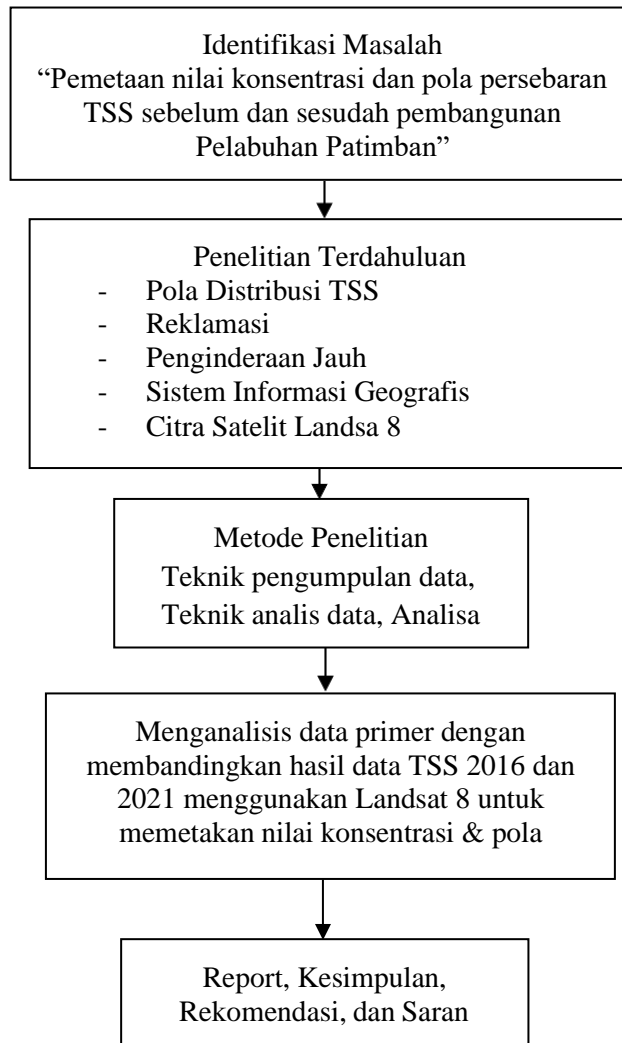 Identifikasi Masalah
“Pemetaan nilai konsentrasi dan pola persebaran
TSS sebelum dan sesudah pembangunan
Pelabuhan Patimban”
Penelitian Terdahuluan
- Pola Distribusi TSS
- Reklamasi
- Penginderaan Jauh
- Sistem Informasi Geografis
- Citra Satelit Landsa 8
Metode Penelitian
Teknik pengumpulan data,
Teknik analis data, Analisa
Menganalisis data primer dengan
membandingkan hasil data TSS 2016 dan
2021 menggunakan Landsat 8 untuk
memetakan nilai konsentrasi & pola
Report, Kesimpulan,
Rekomendasi, dan Saran